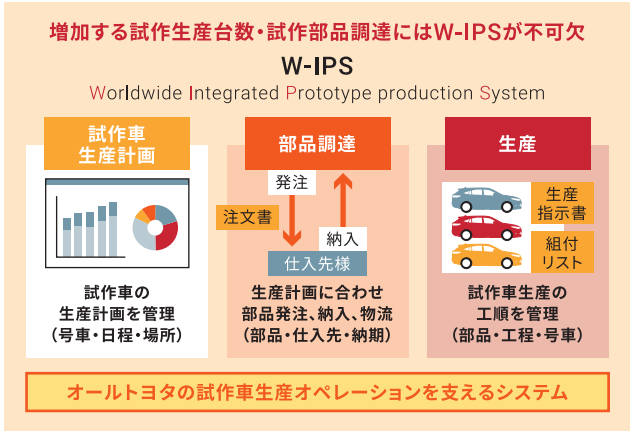 増加する試作生産台数・試作部品調達にはW-IPSが不可欠
W-IPS
Worldwide Integrated Prototype production System
試作車
生産計画
試作車の
生産計画を管理
（号車・日程・場所）
部品調達
発注
注文書
納入
仕入先様
生産計画に合わせ
部品発注、納入、物流
（部品・仕入先・納期）
生産
生産
指示書
組付
リスト
試作車生産の
工順を管理
（部品・工程・号車）
オールトヨタの試作車生産オペレーションを支えるシステム